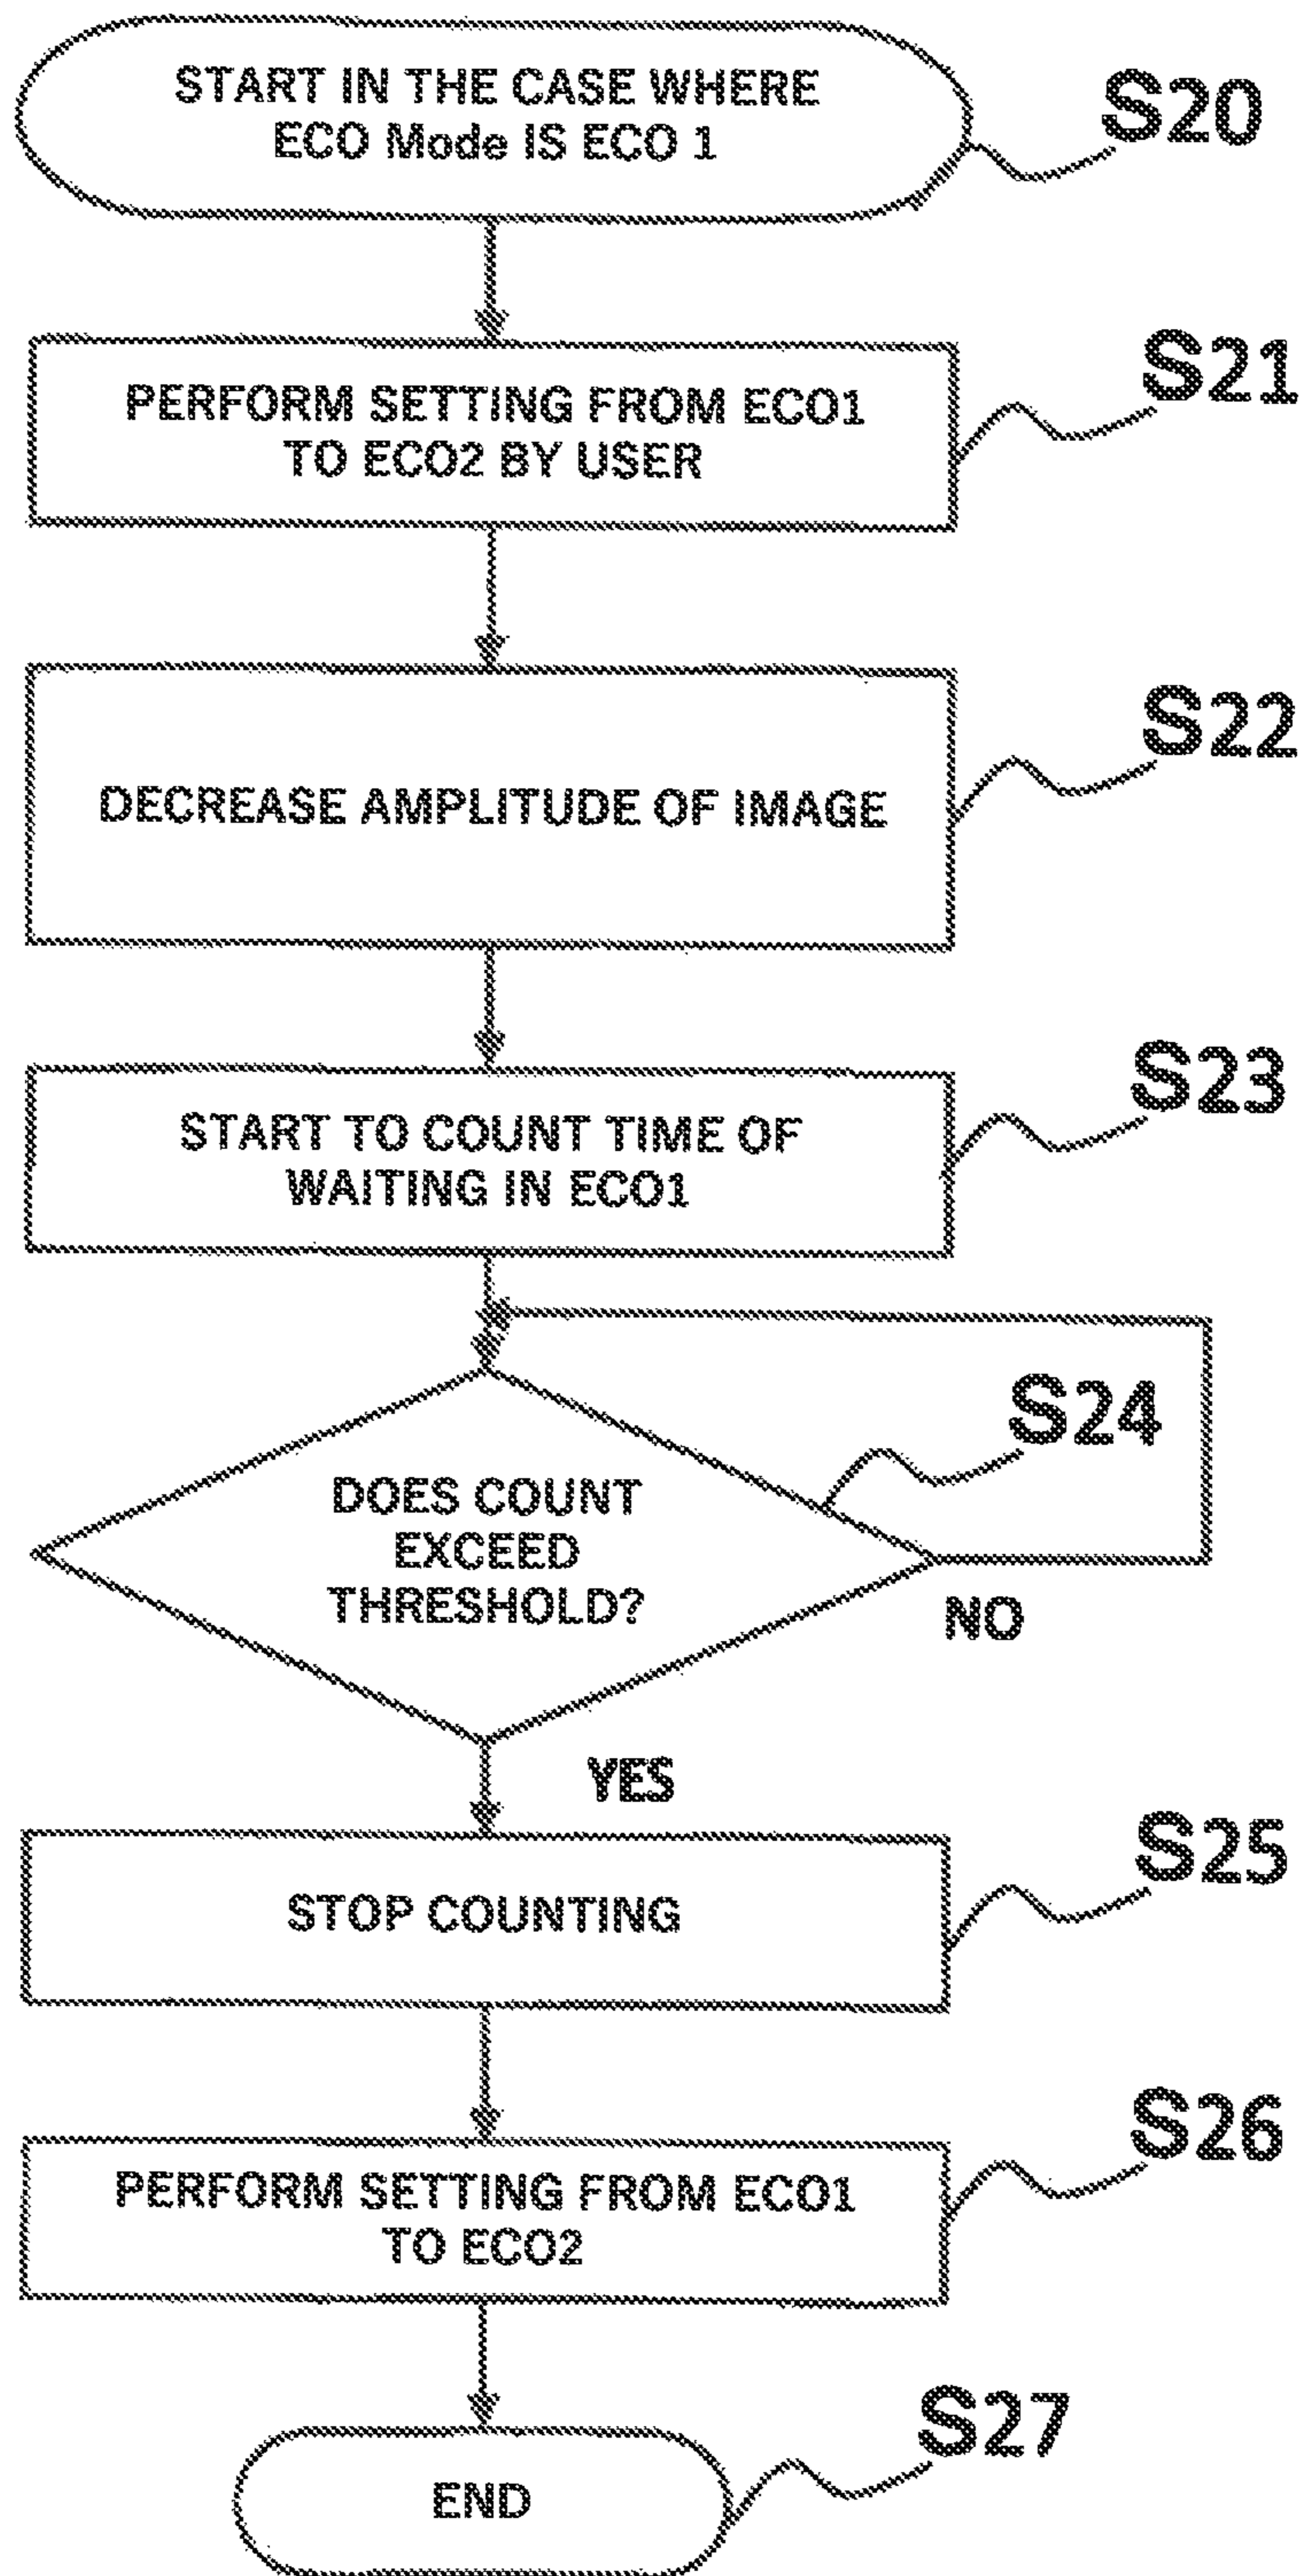 START IN THE CASE WHERE
ECO Mode IS ECO 1
S20
PERFORM SETTING FROM ECO1
TO ECO2 BY USER
S21
DECREASE AMPLITUDE OF IMAGE
S22
START TO COUNT TIME OF
WAITING IN ECO1
S23
DOES COUNT
EXCEED
THRESHOLD?
S24
NO
YES
STOP COUNTING
S25
PERFORM SETTING FROM ECO1
TO ECO2
S26
END
S27